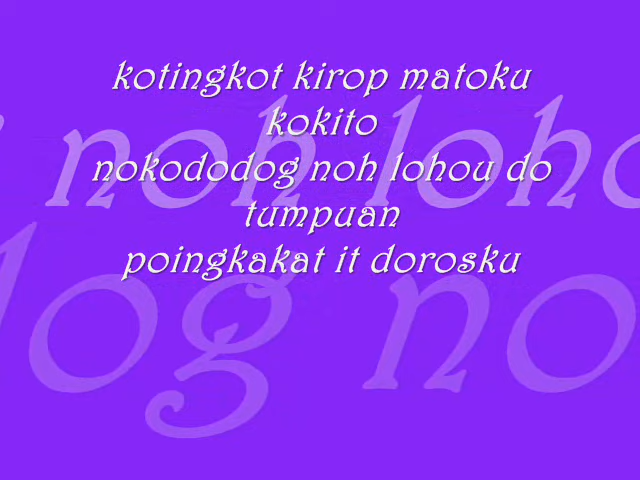 kotingkot kirop matoku
kokito
nokododog noh lohou do
tumpuan
poingkakat it dorosku